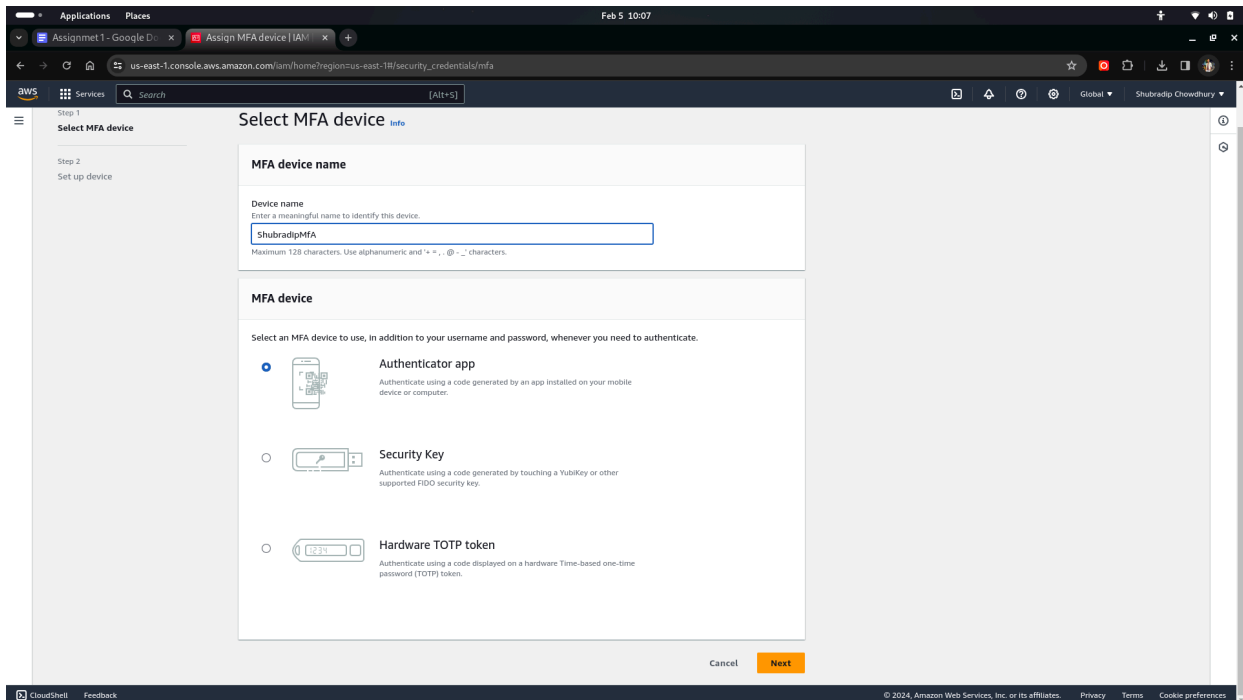 Applications Places Feb 5 10:07
Assignmet 1 - Google Do × Assign MFA device | IAM × +
us-east-1.console.aws.amazon.com/iam/home?region=us-east-1#/security_credentials/mfa
aws Services Search [Alt+S] Global Shubradip Chowdhury
Step 1
Select MFA device
Step 2
Set up device
Select MFA device Info
MFA device name
Device name
Enter a meaningful name to identify this device.
ShubradipMfA
Maximum 128 characters. Use alphanumeric and '+ = , . @ - _' characters.
MFA device
Select an MFA device to use, in addition to your username and password, whenever you need to authenticate.
Authenticator app
Authenticate using a code generated by an app installed on your mobile
device or computer.
Security Key
Authenticate using a code generated by touching a YubiKey or other
supported FIDO security key.
1234
Hardware TOTP token
Authenticate using a code displayed on a hardware Time-based one-time
password (TOTP) token.
Cancel Next
CloudShell Feedback © 2024, Amazon Web Services, Inc. or its affiliates. Privacy Terms Cookie preferences